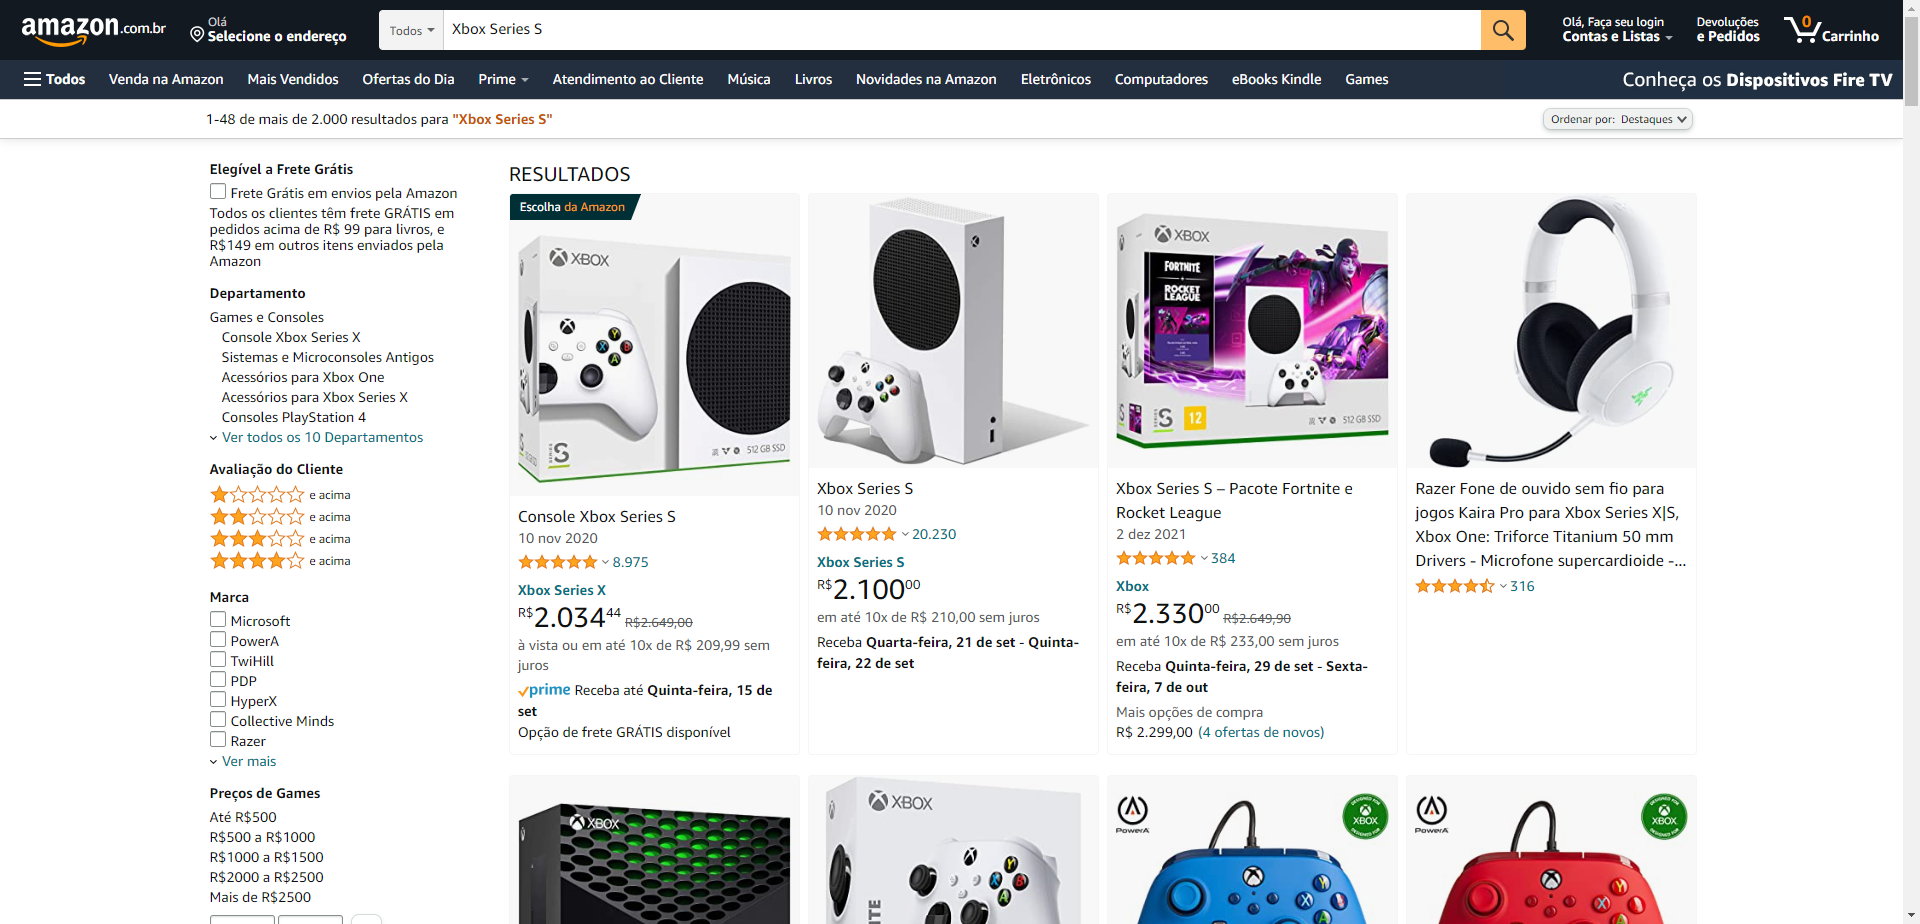 amazon.com.br
Olá
Selecione o endereço
Todos
Xbox Series S
Olá, Faça seu login
Contas e Listas
Devoluções
e Pedidos
0
Carrinho
Todos
Venda na Amazon
Mais Vendidos
Ofertas do Dia
Prime
Atendimento ao Cliente
Música
Livros
Novidades na Amazon
Eletrônicos
Computadores
eBooks Kindle
Games
Conheça os Dispositivos Fire TV
1-48 de mais de 2.000 resultados para "Xbox Series S"
Ordenar por: Destaques
Elegível a Frete Grátis
Frete Grátis em envios pela Amazon
Todos os clientes têm frete GRÁTIS em
pedidos acima de R$ 99 para livros, e
R$149 em outros itens enviados pela
Amazon
Departamento
Games e Consoles
Console Xbox Series X
Sistemas e Microconsoles Antigos
Acessórios para Xbox One
Acessórios para Xbox Series X
Consoles PlayStation 4
Ver todos os 10 Departamentos
Avaliação do Cliente
e acima
e acima
e acima
e acima
Marca
Microsoft
PowerA
TwiHill
PDP
HyperX
Collective Minds
Razer
Ver mais
Preços de Games
Até R$500
R$500 a R$1000
R$1000 a R$1500
R$2000 a R$2500
Mais de R$2500
RESULTADOS
Escolha da Amazon
XBOX
Y
X
B
A
SERIES
S
512 GB SSD
Console Xbox Series S
10 nov 2020
8.975
Xbox Series X
R$2.03444 R$2.649,00
à vista ou em até 10x de R$ 209,99 sem
juros
prime Receba até Quinta-feira, 15 de
set
Opção de frete GRÁTIS disponível
Xbox Series S
10 nov 2020
20.230
Xbox Series S
R$2.10000
em até 10x de R$ 210,00 sem juros
Receba Quarta-feira, 21 de set - Quinta-
feira, 22 de set
XBOX
FORTNITE
ROCKET
LEAGUE
S
S
12
512 GB SSD
Xbox Series S – Pacote Fortnite e
Rocket League
2 dez 2021
384
Xbox
R$2.33000 R$2.649,90
em até 10x de R$ 233,00 sem juros
Receba Quinta-feira, 29 de set - Sexta-
feira, 7 de out
Mais opções de compra
R$ 2.299,00 (4 ofertas de novos)
Razer Fone de ouvido sem fio para
jogos Kaira Pro para Xbox Series X|S,
Xbox One: Triforce Titanium 50 mm
Drivers - Microfone supercardioide -...
316
XBOX
XBOX
Y
X
B
A
PowerA
DESIGNED FOR
XBOX
Y
X
B
A
PowerA
DESIGNED FOR
XBOX
Y
X
B
A